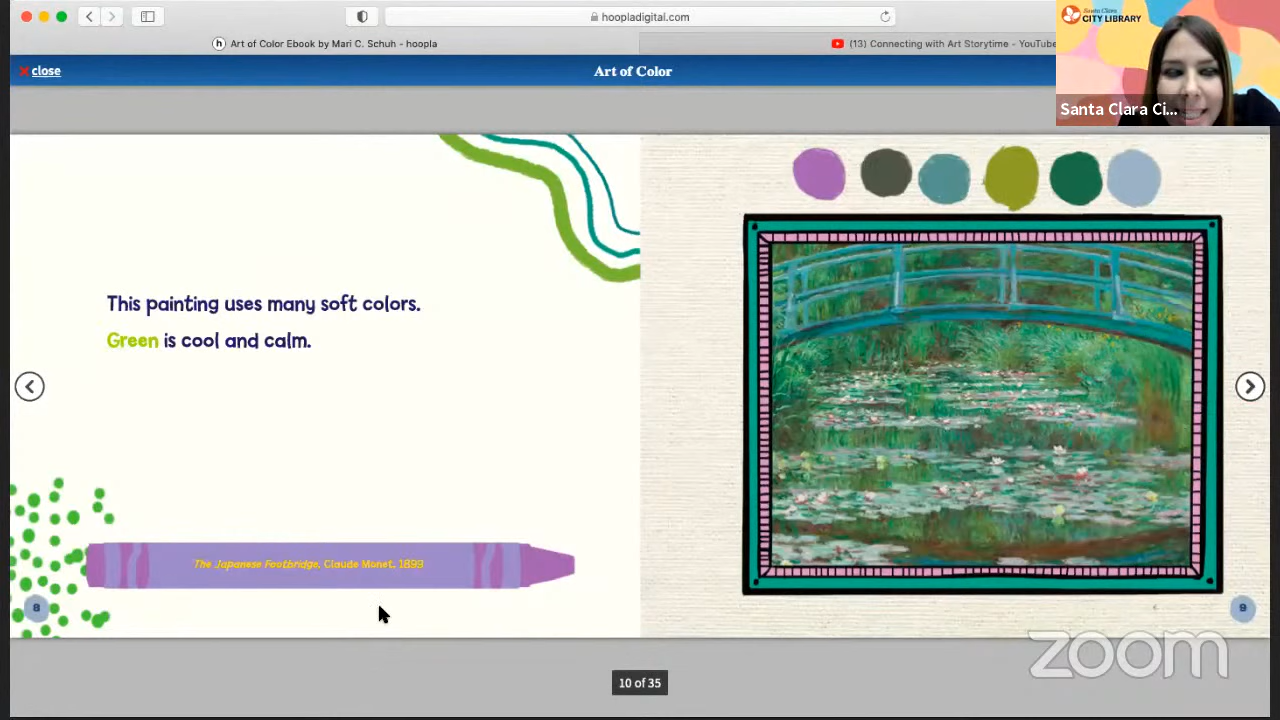 hoopladigital.com
Art of Color Ebook by Mari C. Schuh - hoopla
(13) Connecting with Art Storytime - YouTube
close
Art of Color
Santa Clara
CITY LIBRARY
Santa Clara Ci...
This painting uses many soft colors.
Green is cool and calm.
The Japanese Footbridge, Claude Monet, 1899
8
9
10 of 35
zoom